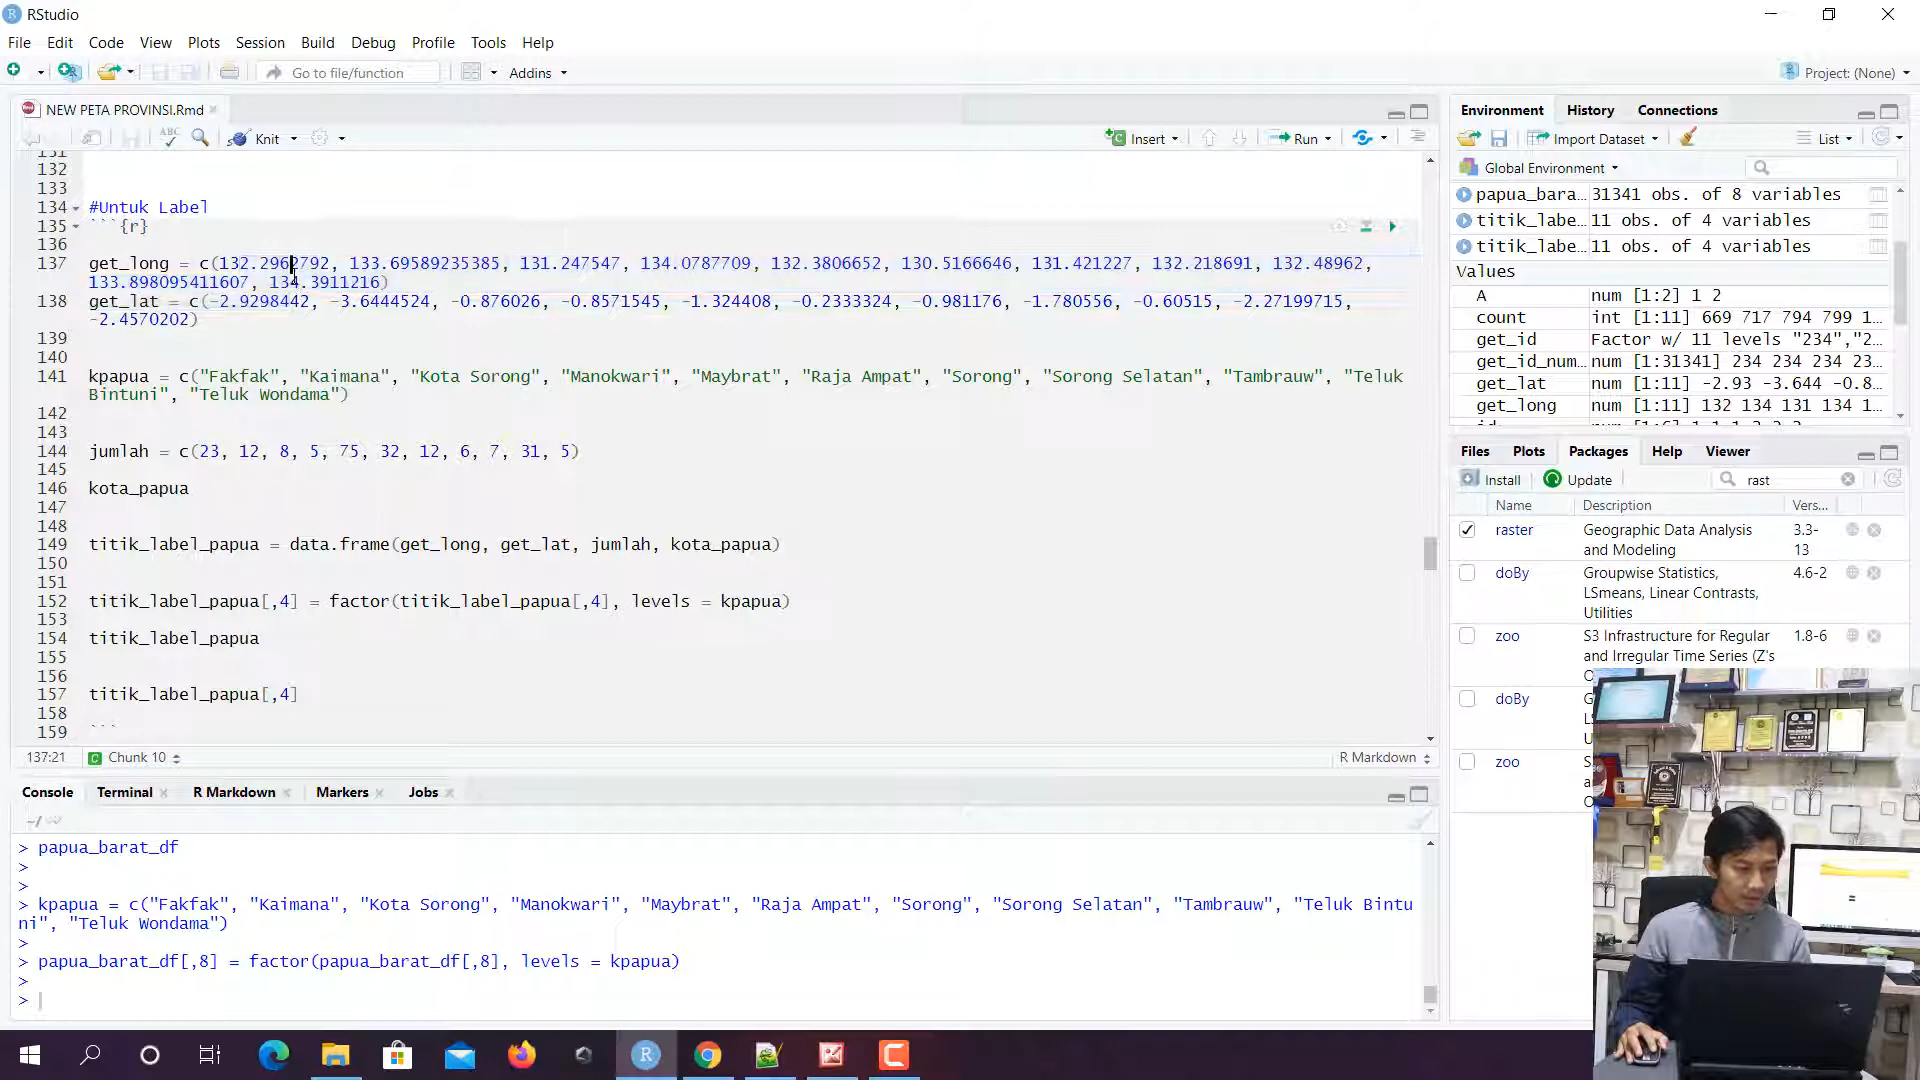 RStudio
File Edit Code View Plots Session Build Debug Profile Tools Help
Go to file/function Addins Project: (None)
NEW PETA PROVINSI.Rmd
ABC Knit Insert Run
131
132
133
134 #Untuk Label
135 ```{r}
136
137 get_long = c(132.2962792, 133.69589235385, 131.247547, 134.0787709, 132.3806652, 130.5166646, 131.421227, 132.218691, 132.48962,
133.898095411607, 134.3911216)
138 get_lat = c(-2.9298442, -3.6444524, -0.876026, -0.8571545, -1.324408, -0.2333324, -0.981176, -1.780556, -0.60515, -2.27199715,
-2.4570202)
139
140
141 kpapua = c("Fakfak", "Kaimana", "Kota Sorong", "Manokwari", "Maybrat", "Raja Ampat", "Sorong", "Sorong Selatan", "Tambrauw", "Teluk
Bintuni", "Teluk Wondama")
142
143
144 jumlah = c(23, 12, 8, 5, 75, 32, 12, 6, 7, 31, 5)
145
146 kota_papua
147
148
149 titik_label_papua = data.frame(get_long, get_lat, jumlah, kota_papua)
150
151
152 titik_label_papua[,4] = factor(titik_label_papua[,4], levels = kpapua)
153
154 titik_label_papua
155
156
157 titik_label_papua[,4]
158
159 ```
137:21 Chunk 10 R Markdown
Console Terminal R Markdown Markers Jobs
~/
> papua_barat_df
>
>
> kpapua = c("Fakfak", "Kaimana", "Kota Sorong", "Manokwari", "Maybrat", "Raja Ampat", "Sorong", "Sorong Selatan", "Tambrauw", "Teluk Bintu
ni", "Teluk Wondama")
>
> papua_barat_df[,8] = factor(papua_barat_df[,8], levels = kpapua)
>
>
Environment History Connections
Import Dataset List
Global Environment
papua_bara... 31341 obs. of 8 variables
titik_labe... 11 obs. of 4 variables
titik_labe... 11 obs. of 4 variables
Values
A num [1:2] 1 2
count int [1:11] 669 717 794 799 1...
get_id Factor w/ 11 levels "234","2...
get_id_num... num [1:31341] 234 234 234 23...
get_lat num [1:11] -2.93 -3.644 -0.8...
get_long num [1:11] 132 134 131 134 1...
Files Plots Packages Help Viewer
Install Update rast
Name Description Vers...
raster Geographic Data Analysis and Modeling 3.3-13
doBy Groupwise Statistics, LSmeans, Linear Contrasts, Utilities 4.6-2
zoo S3 Infrastructure for Regular and Irregular Time Series (Z's 1.8-6
doBy
zoo